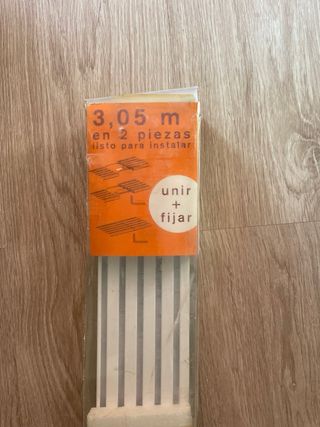 3,05 m
en 2 piezas
listo para instalar
unir
+
fijar